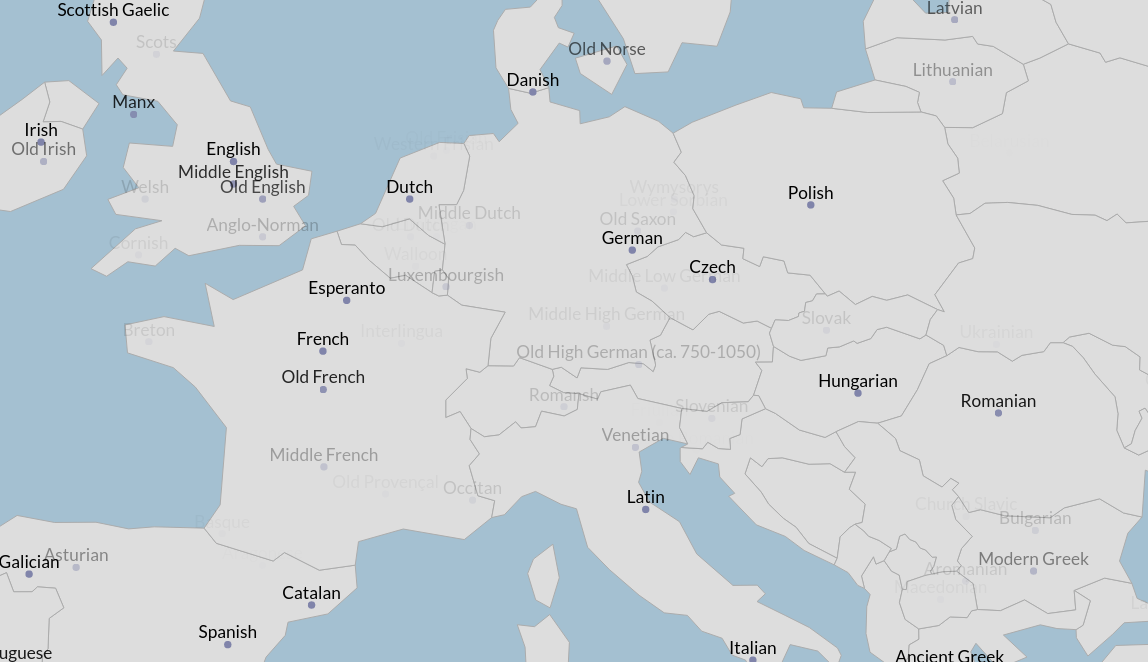 Scottish Gaelic
Latvian
Scots
Old Norse
Lithuanian
Danish
Manx
Irish
Old Irish
English
Middle English
Old English
Welsh
Anglo-Norman
Cornish
Western Frisian
Dutch
Middle Dutch
Old Dutch
Walloon
Luxembourgish
Wymysorys
Lower Sorbian
Old Saxon
German
Polish
Czech
Middle Low German
Esperanto
Middle High German
Slovak
Breton
French
Interlingua
Ukrainian
Old High German (ca. 750-1050)
Old French
Hungarian
Romansh
Romanian
Slovenian
Venetian
Middle French
Old Provençal
Occitan
Latin
Church Slavic
Bulgarian
Basque
Galician
Asturian
Modern Greek
Aromanian
Macedonian
Catalan
Spanish
uguese
Italian
Ancient Greek